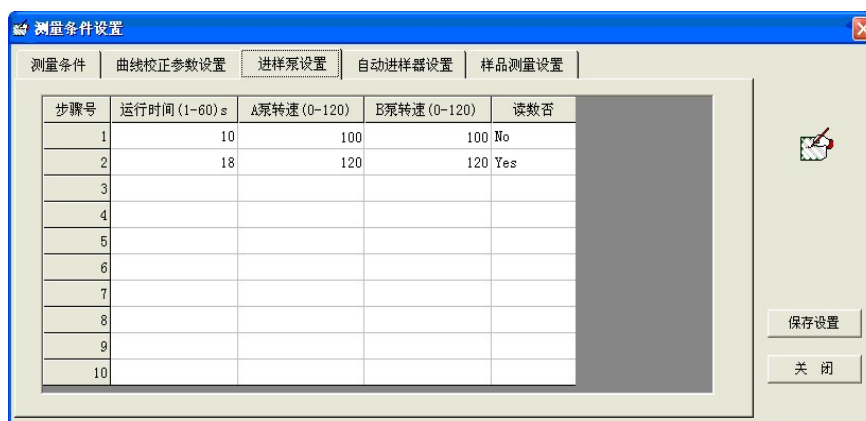 测量条件设置
测量条件 曲线校正参数设置 进样泵设置 自动进样器设置 样品测量设置
步骤号 运行时间(1-60)s A泵转速(0-120) B泵转速(0-120) 读数否
1 10 100 100 No
2 18 120 120 Yes
3
4
5
6
7
8
9
10
保存设置
关 闭